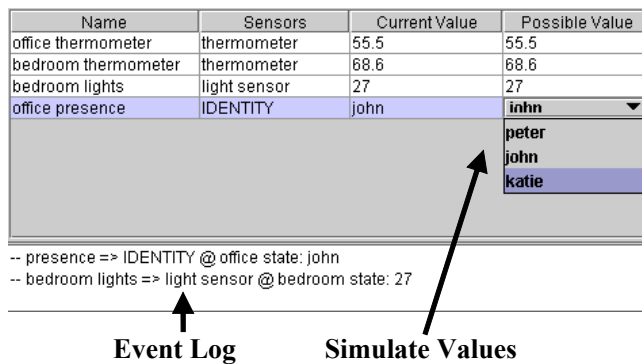 Name Sensors Current Value Possible Value
office thermometer thermometer 55.5 55.5
bedroom thermometer thermometer 68.6 68.6
bedroom lights light sensor 27 27
office presence IDENTITY john john
peter
john
katie
-- presence => IDENTITY @ office state: john
-- bedroom lights => light sensor @ bedroom state: 27
Event Log Simulate Values